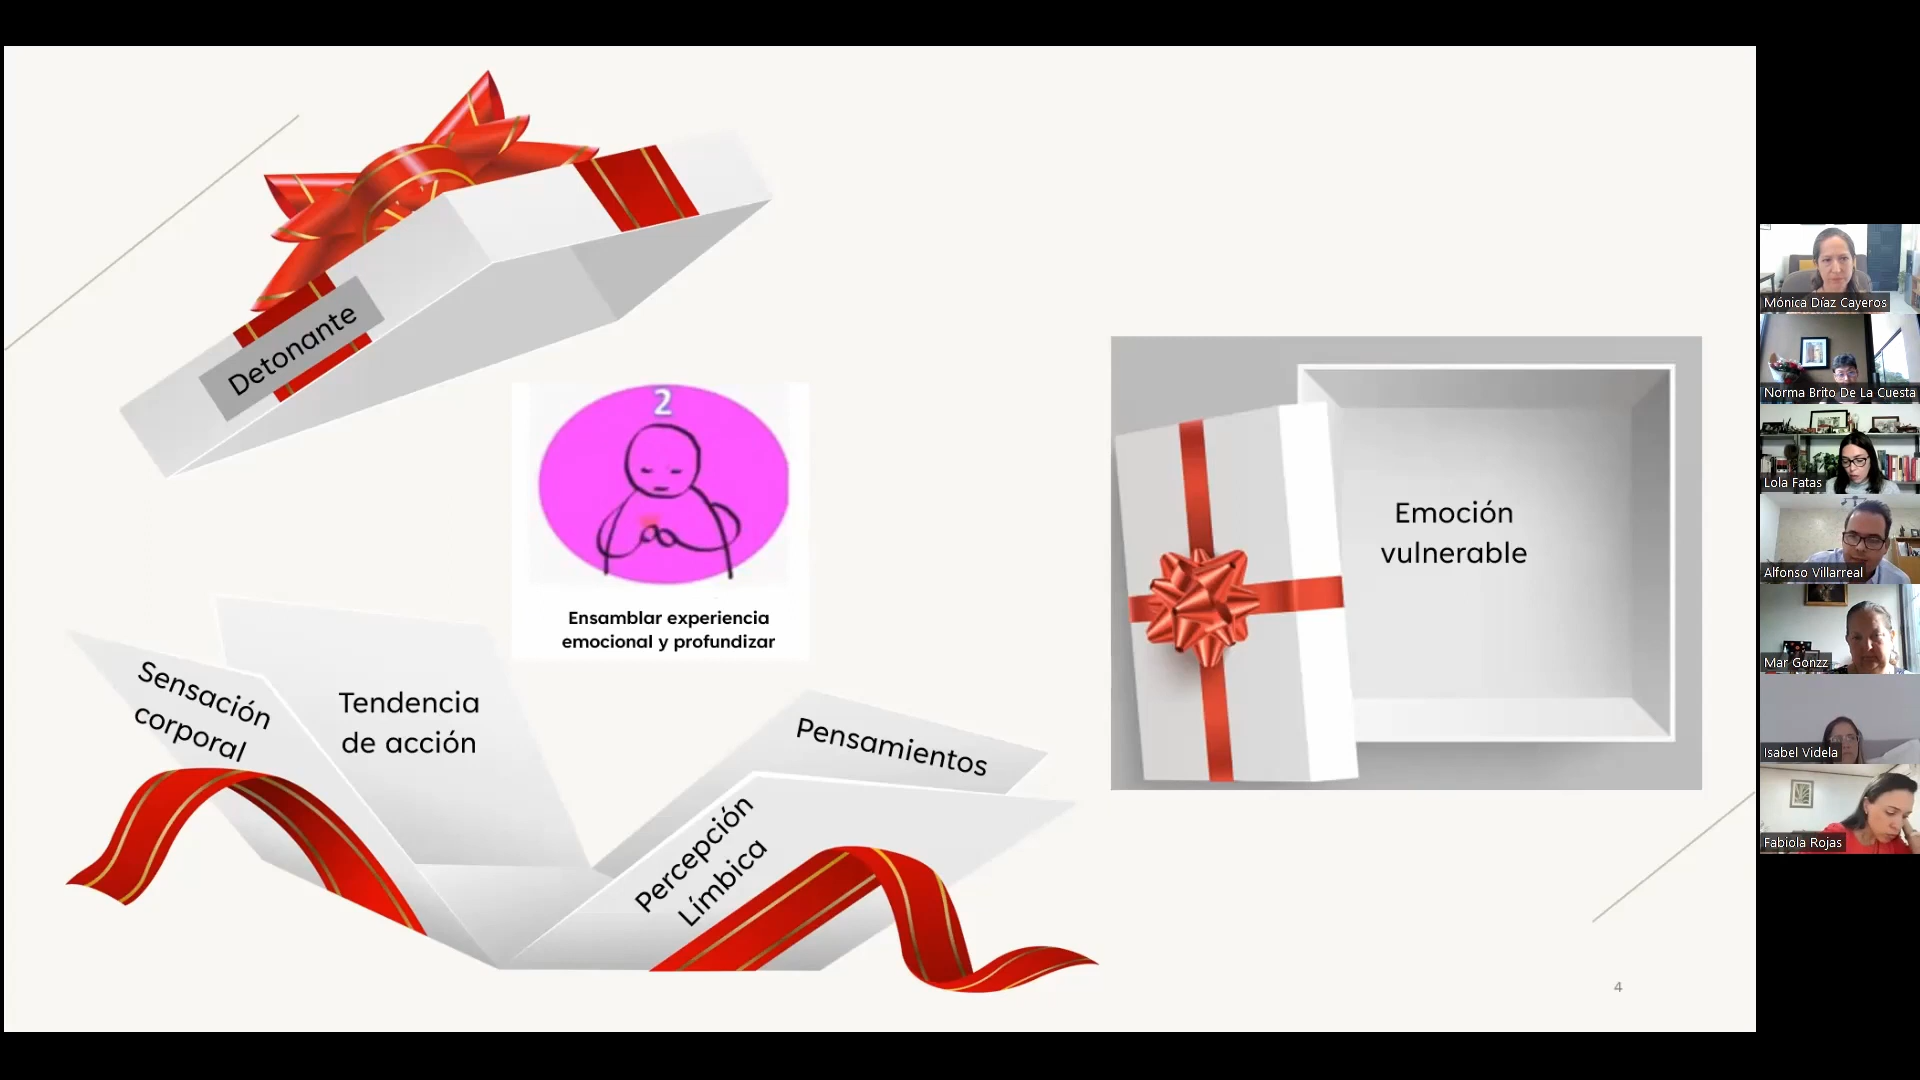 Detonante
2
Ensamblar experiencia
emocional y profundizar
Sensación
corporal
Tendencia
de acción
Pensamientos
Percepción
Límbica
Emoción
vulnerable
4
Mónica Díaz Cayeros
Norma Brito De La Cuesta
Lola Fatas
Alfonso Villarreal
Mar Gonzz
Isabel Videla
Fabiola Rojas